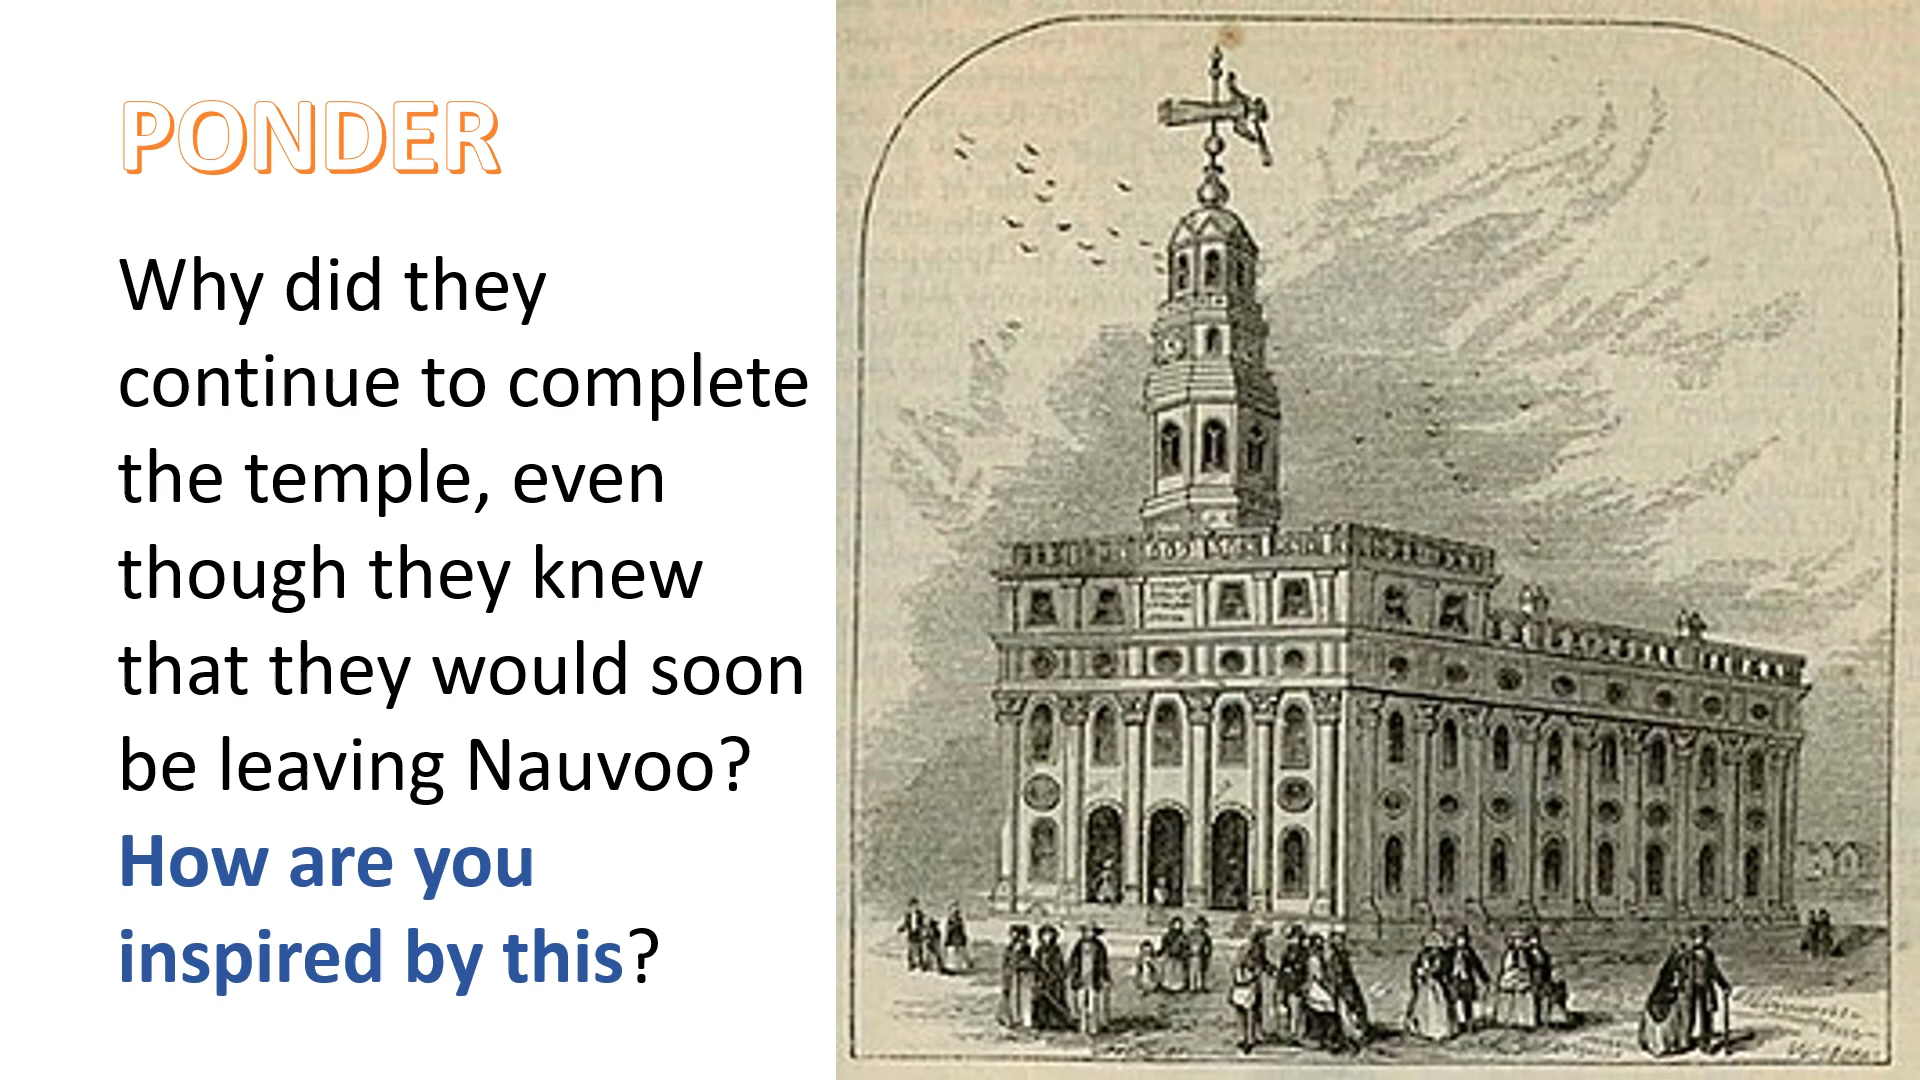 PONDER
Why did they
continue to complete
the temple, even
though they knew
that they would soon
be leaving Nauvoo?
How are you
inspired by this?